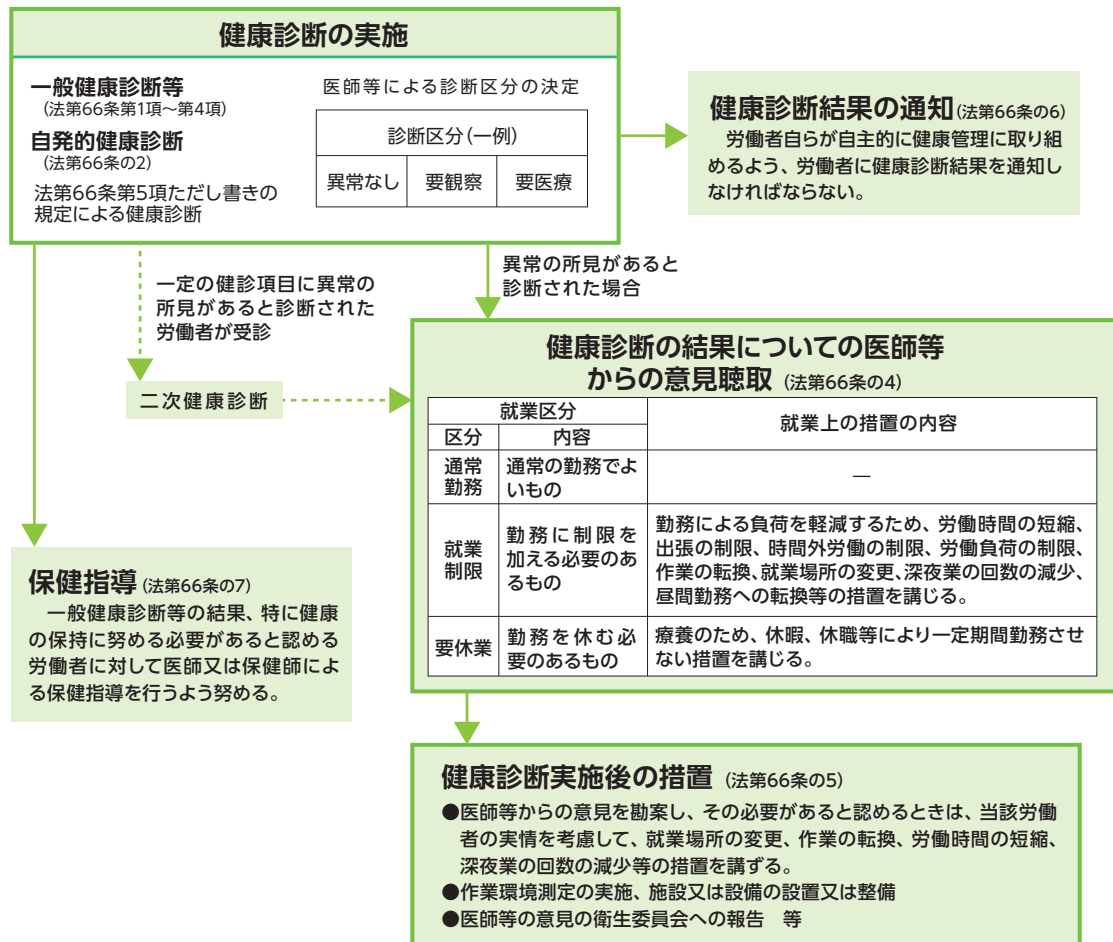 健康診断の実施
一般健康診断等
(法第66条第1項～第4項)
自発的健康診断
(法第66条の2)
法第66条第5項ただし書きの
規定による健康診断
医師等による診断区分の決定
診断区分(一例)
異常なし 要観察 要医療
健康診断結果の通知(法第66条の6)
労働者自らが自主的に健康管理に取り組
めるよう、労働者に健康診断結果を通知し
なければならない。
一定の健診項目に異常の
所見があると診断された
労働者が受診
異常の所見があると
診断された場合
二次健康診断
健康診断の結果についての医師等
からの意見聴取 (法第66条の4)
就業区分
就業上の措置の内容
区分 内容
通常
勤務
通常の勤務でよ
いもの
―
就業
制限
勤務に制限を
加える必要のあ
るもの
勤務による負荷を軽減するため、労働時間の短縮、
出張の制限、時間外労働の制限、労働負荷の制限、
作業の転換、就業場所の変更、深夜業の回数の減少、
昼間勤務への転換等の措置を講じる。
要休業
勤務を休む必
要のあるもの
療養のため、休暇、休職等により一定期間勤務させ
ない措置を講じる。
保健指導 (法第66条の7)
一般健康診断等の結果、特に健康
の保持に努める必要があると認める
労働者に対して医師又は保健師によ
る保健指導を行うよう努める。
健康診断実施後の措置 (法第66条の5)
●医師等からの意見を勘案し、その必要があると認めるときは、当該労働
者の実情を考慮して、就業場所の変更、作業の転換、労働時間の短縮、
深夜業の回数の減少等の措置を講ずる。
●作業環境測定の実施、施設又は設備の設置又は整備
●医師等の意見の衛生委員会への報告 等